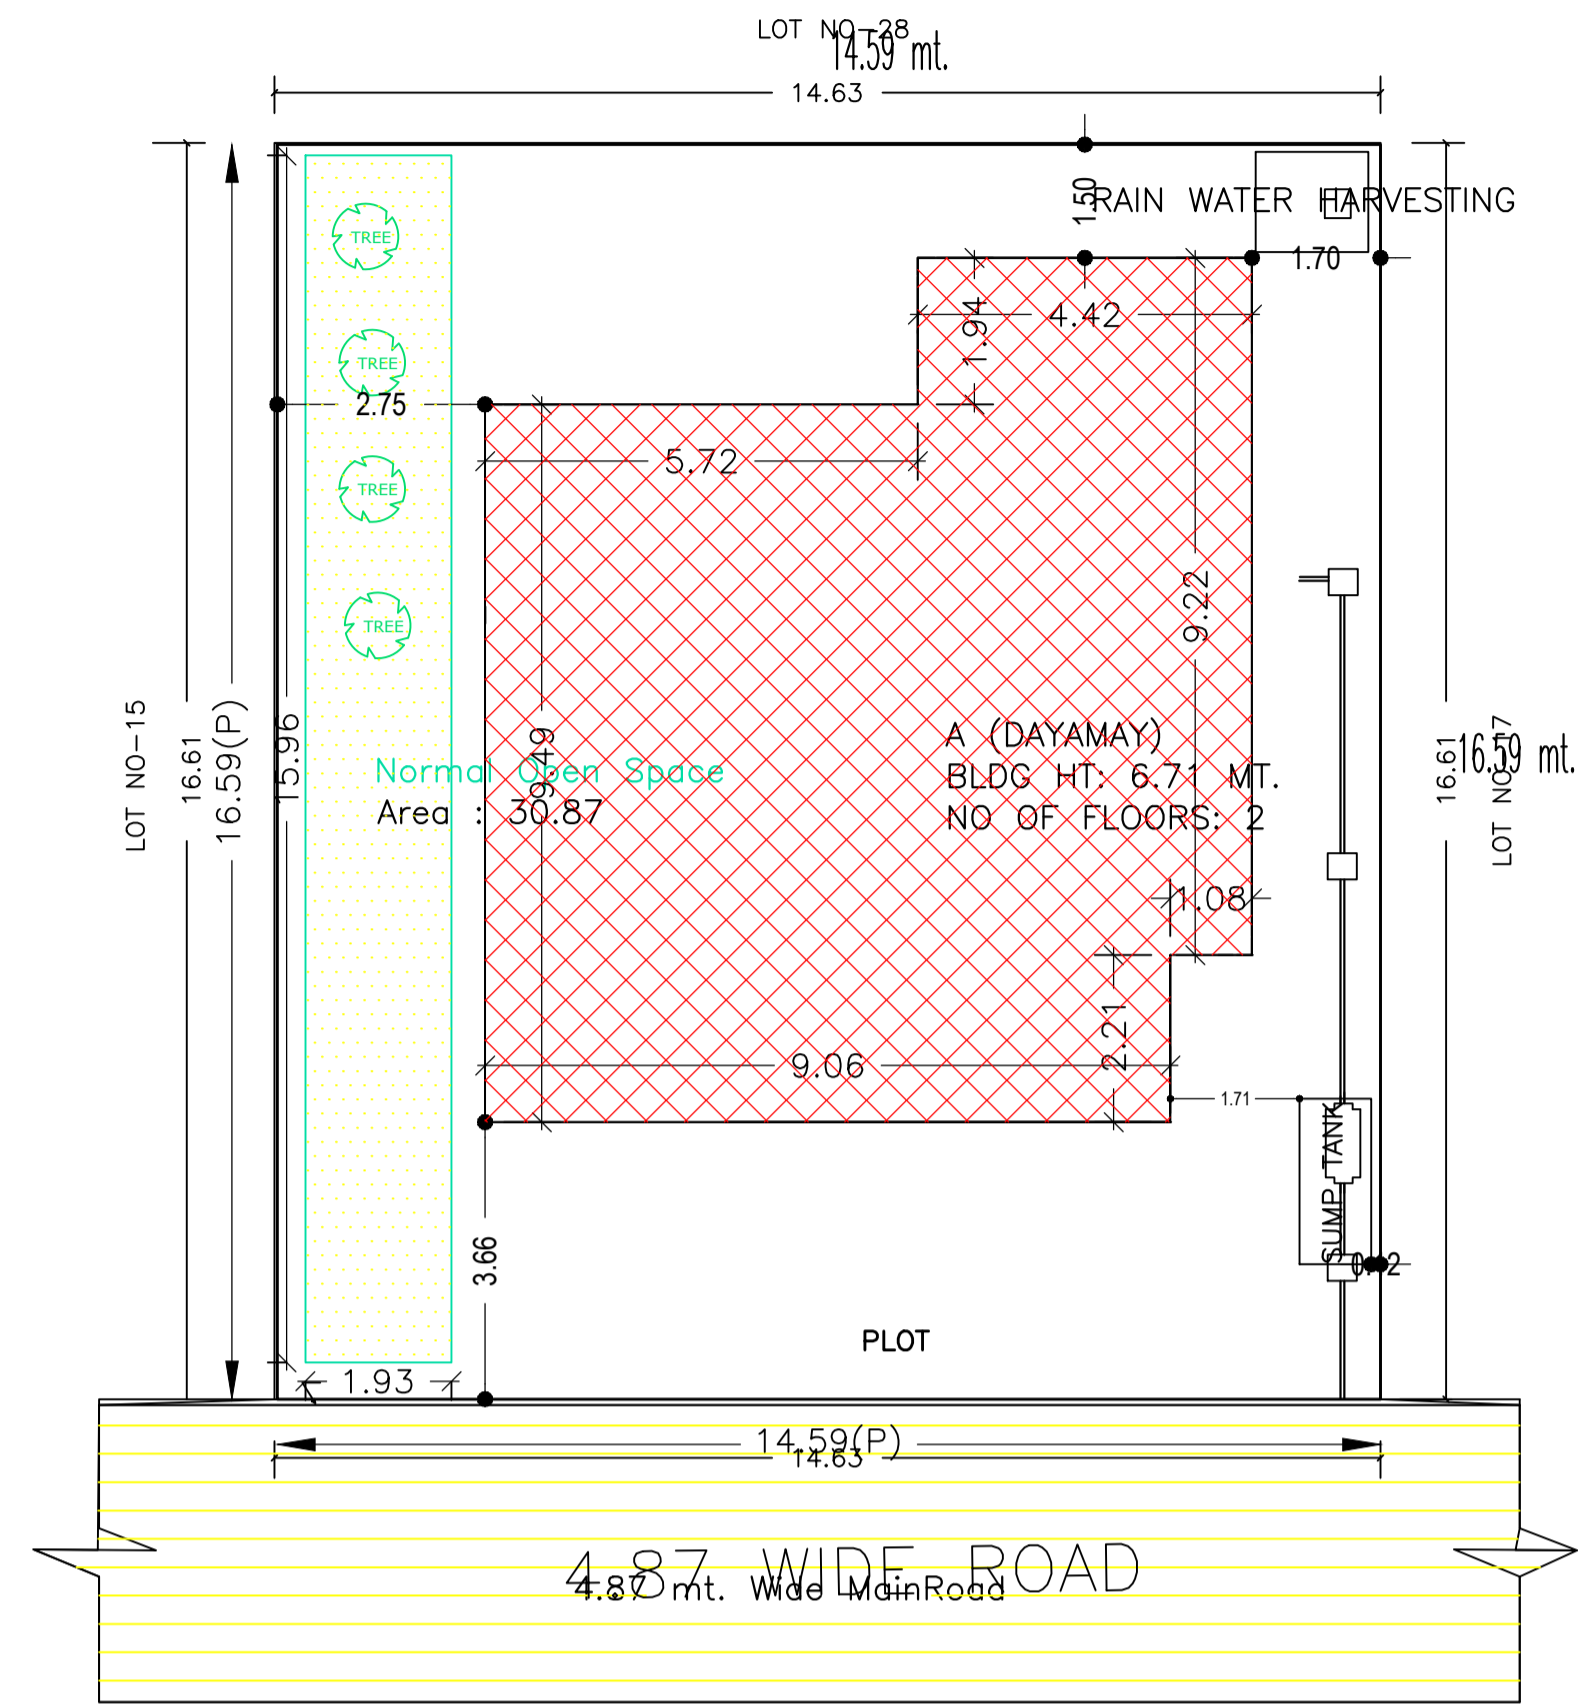 LOT NO-28
14.59 mt.
14.63
1.50
RAIN WATER HARVESTING
TREE
1.70
1.94
4.42
TREE
2.75
5.72
TREE
9.22
TREE
LOT NO-15
16.61
16.59(P)
15.96
9.49
Normal Open Space
Area : 30.87
A (DAYAMAY)
BLDG HT: 6.71 MT.
NO OF FLOORS: 2
16.61
16.59 mt.
LOT NO-17
1.08
2.21
9.06
1.71
SUMP TANK
3.66
PLOT
1.93
14.59(P)
14.63
4.87 WIDE ROAD
4.87 mt. Wide MainRoad